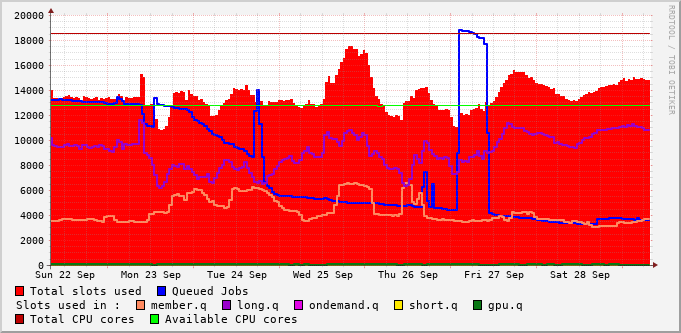 20000
18000
16000
14000
12000
10000
8000
6000
4000
2000
0
Sun 22 Sep Mon 23 Sep Tue 24 Sep Wed 25 Sep Thu 26 Sep Fri 27 Sep Sat 28 Sep
Total slots used Queued Jobs
Slots used in : member.q long.q ondemand.q short.q gpu.q
Total CPU cores Available CPU cores
RRDTOOL / TOBI OETIKER